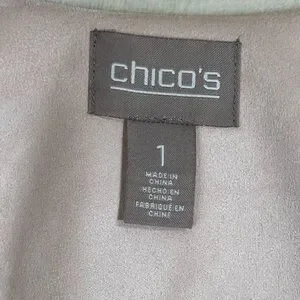 chico's
1
MADE IN
CHINA
HECHO EN
CHINA
FABRIQUÉ EN
CHINE